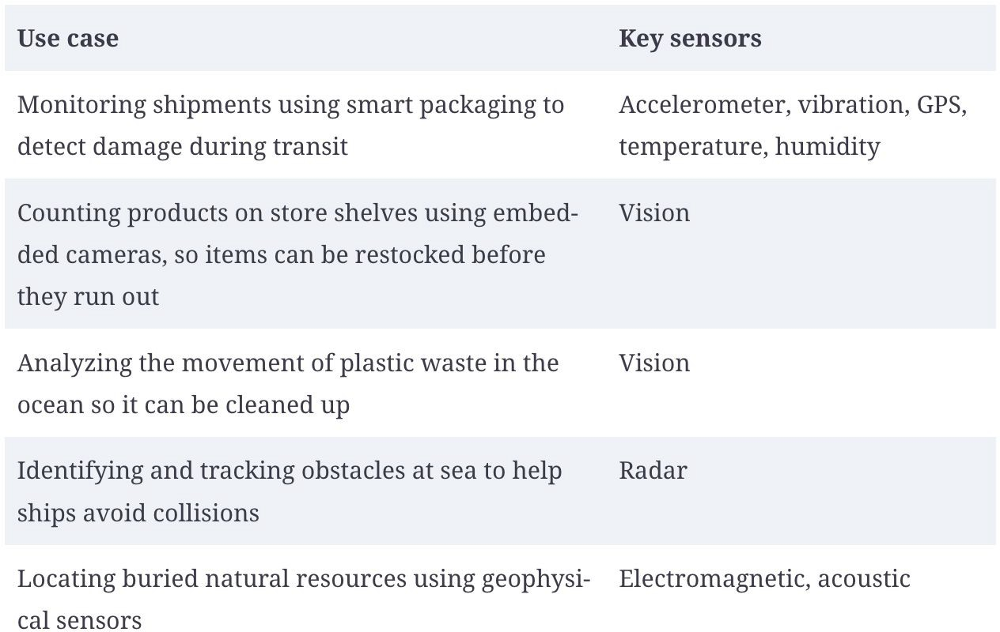 Use case
Key sensors
Monitoring shipments using smart packaging to
detect damage during transit
Accelerometer, vibration, GPS,
temperature, humidity
Counting products on store shelves using embed-
ded cameras, so items can be restocked before
they run out
Vision
Analyzing the movement of plastic waste in the
ocean so it can be cleaned up
Vision
Identifying and tracking obstacles at sea to help
ships avoid collisions
Radar
Locating buried natural resources using geophysi-
cal sensors
Electromagnetic, acoustic